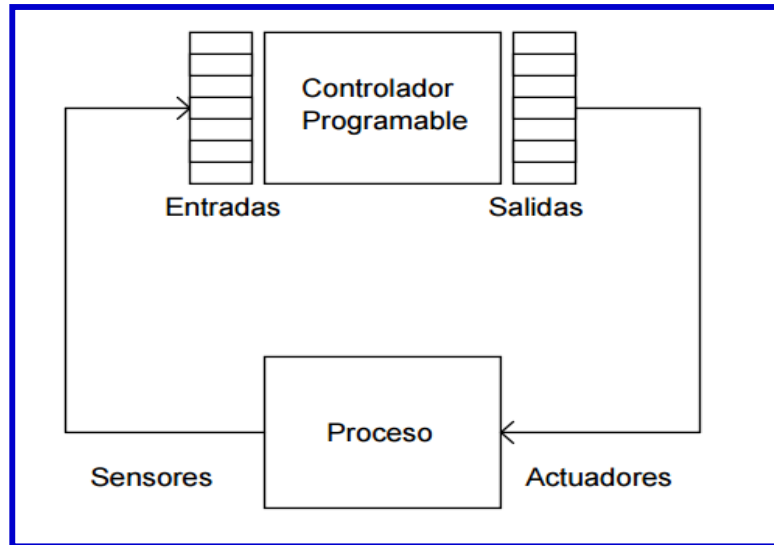 Controlador
Programable
Entradas
Salidas
Proceso
Sensores
Actuadores